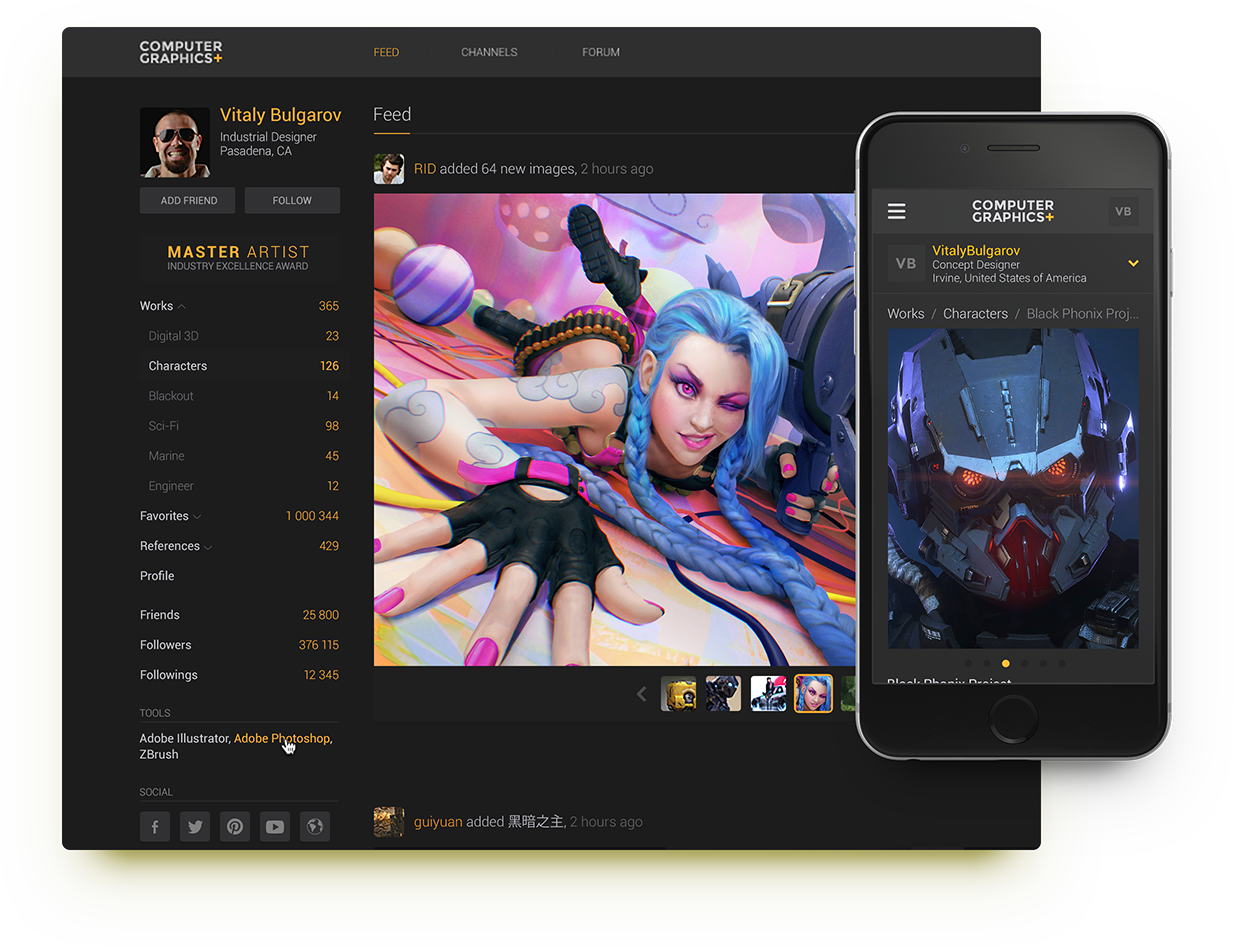 COMPUTER
GRAPHICS+
FEED
CHANNELS
FORUM
Vitaly Bulgarov
Industrial Designer
Pasadena, CA
ADD FRIEND
FOLLOW
MASTER ARTIST
INDUSTRY EXCELLENCE AWARD
Works 365
Digital 3D 23
Characters 126
Blackout 14
Sci-Fi 98
Marine 45
Engineer 12
Favorites 1 000 344
References 429
Profile
Friends 25 800
Followers 376 115
Followings 12 345
TOOLS
Adobe Illustrator, Adobe Photoshop,
ZBrush
SOCIAL
Feed
RID added 64 new images, 2 hours ago
guiyuan added 黑暗之主, 2 hours ago
COMPUTER
GRAPHICS+
VB
VB
VitalyBulgarov
Concept Designer
Irvine, United States of America
Works / Characters / Black Phonix Proj...
Black Phonix Project